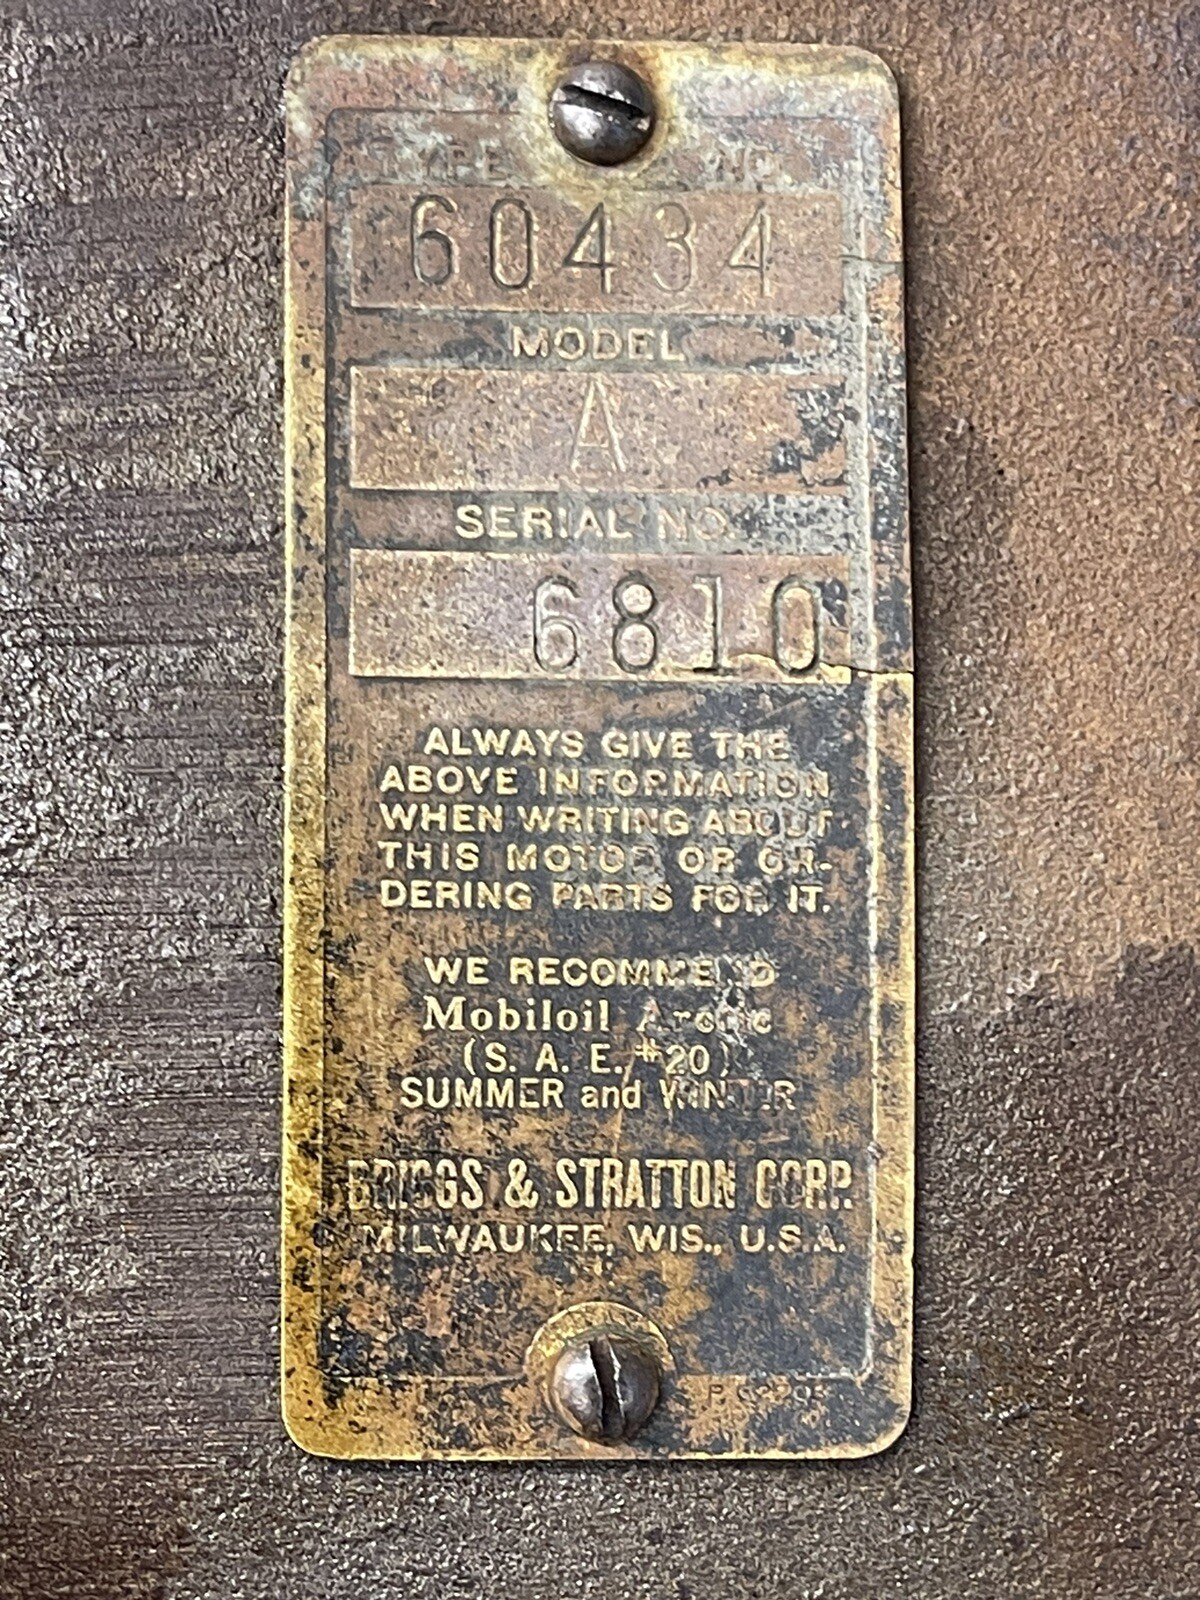 TYPE NO.
60434
MODEL
A
SERIAL NO.
6810
ALWAYS GIVE THE
ABOVE INFORMATION
WHEN WRITING ABOUT
THIS MOTOR OR OR-
DERING PARTS FOR IT.
WE RECOMMEND
Mobiloil Arctic
(S. A. E. #20)
SUMMER and WINTER
BRIGGS & STRATTON CORP.
MILWAUKEE, WIS., U.S.A.